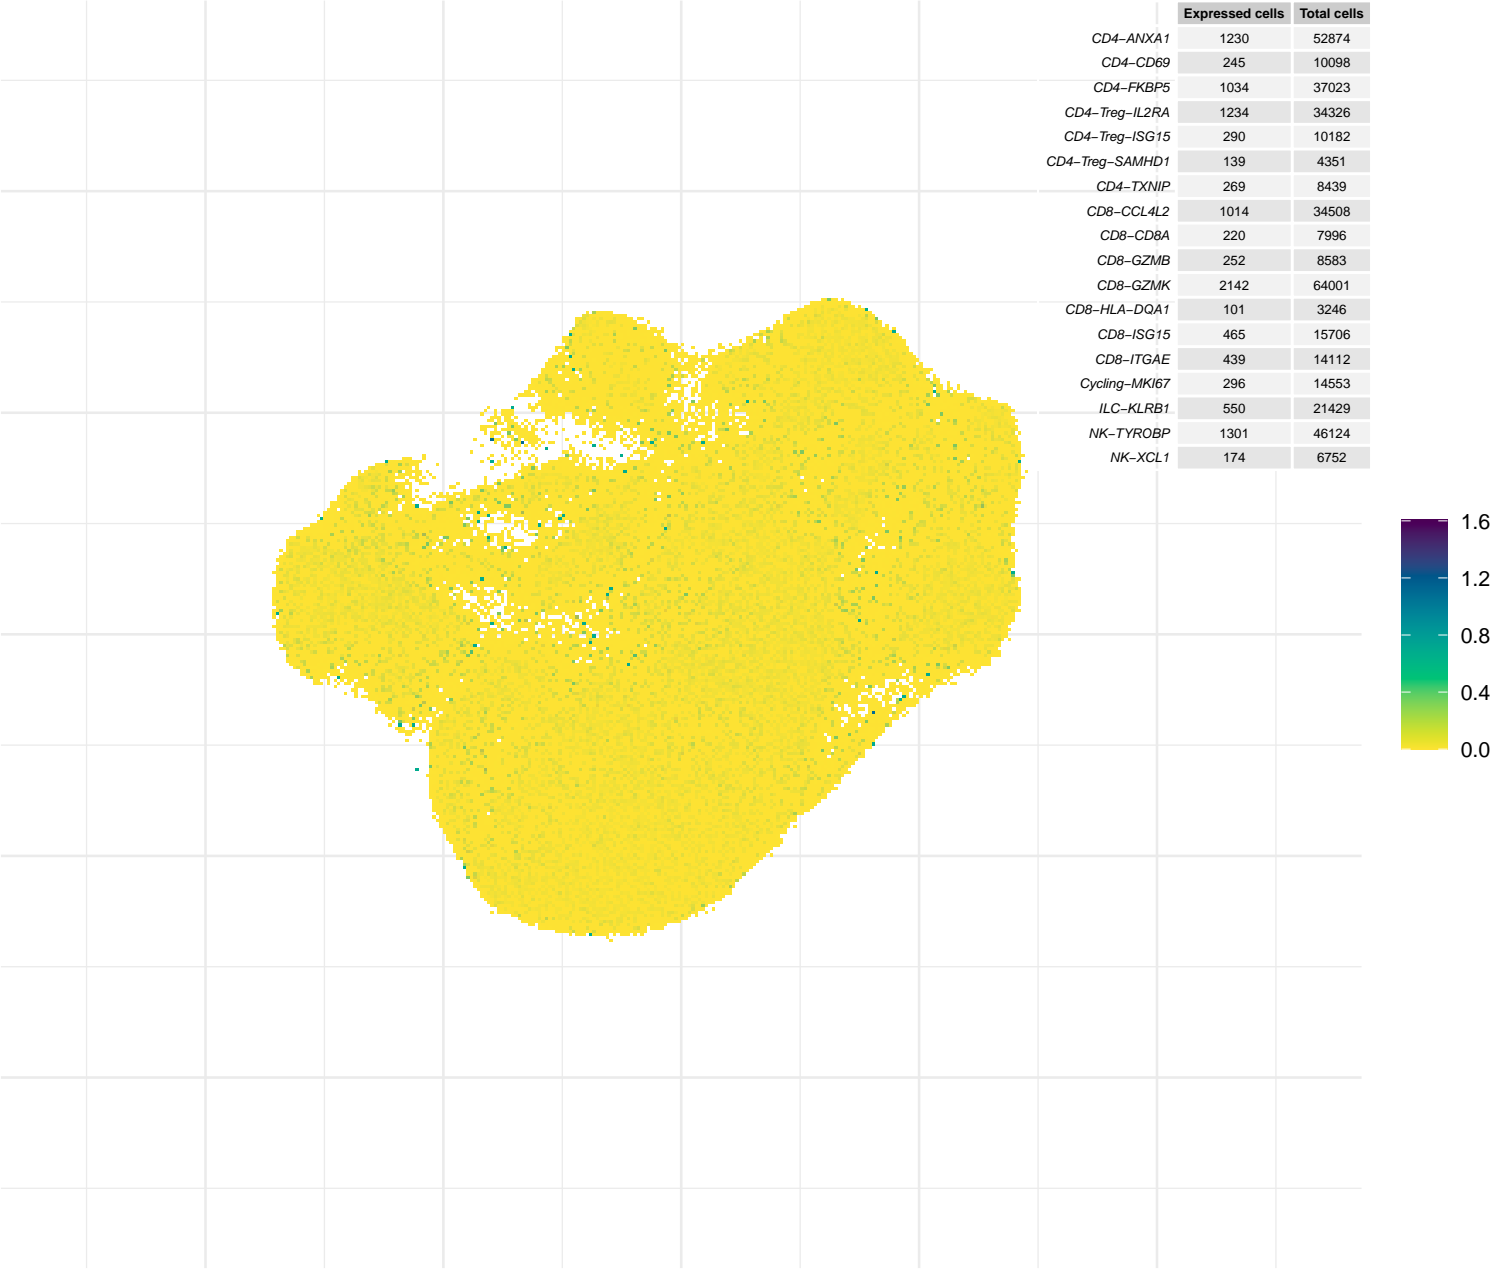 Expressed cells Total cells
CD4−ANXA1 1230 52874
CD4−CD69 245 10098
CD4−FKBP5 1034 37023
CD4−Treg−IL2RA 1234 34326
CD4−Treg−ISG15 290 10182
CD4−Treg−SAMHD1 139 4351
CD4−TXNIP 269 8439
CD8−CCL4L2 1014 34508
CD8−CD8A 220 7996
CD8−GZMB 252 8583
CD8−GZMK 2142 64001
CD8−HLA−DQA1 101 3246
CD8−ISG15 465 15706
CD8−ITGAE 439 14112
Cycling−MKI67 296 14553
ILC−KLRB1 550 21429
NK−TYROBP 1301 46124
NK−XCL1 174 6752
1.6
1.2
0.8
0.4
0.0